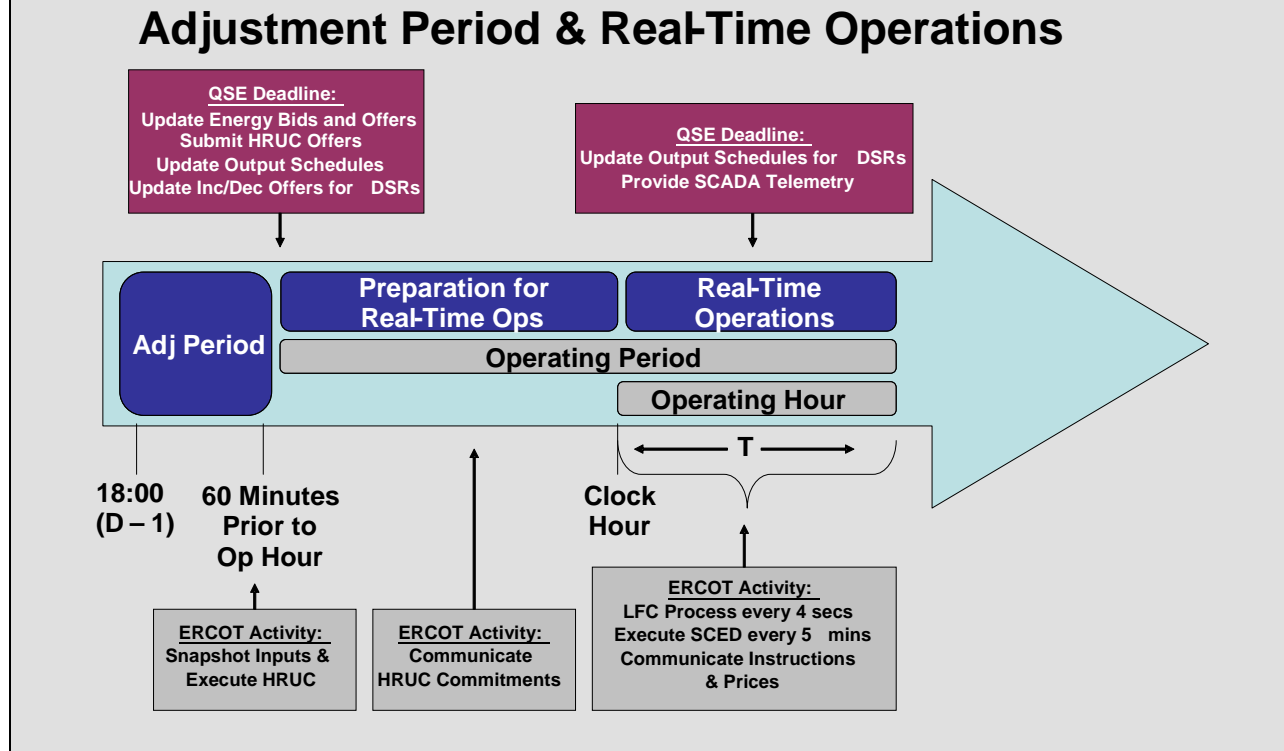 Adjustment Period & Real-Time Operations
QSE Deadline:
Update Energy Bids and Offers
Submit HRUC Offers
Update Output Schedules
Update Inc/Dec Offers for DSRs
QSE Deadline:
Update Output Schedules for DSRs
Provide SCADA Telemetry
Adj Period
Preparation for
Real-Time Ops
Real-Time
Operations
Operating Period
Operating Hour
T
18:00
(D – 1)
60 Minutes
Prior to
Op Hour
Clock
Hour
ERCOT Activity:
Snapshot Inputs &
Execute HRUC
ERCOT Activity:
Communicate
HRUC Commitments
ERCOT Activity:
LFC Process every 4 secs
Execute SCED every 5 mins
Communicate Instructions
& Prices